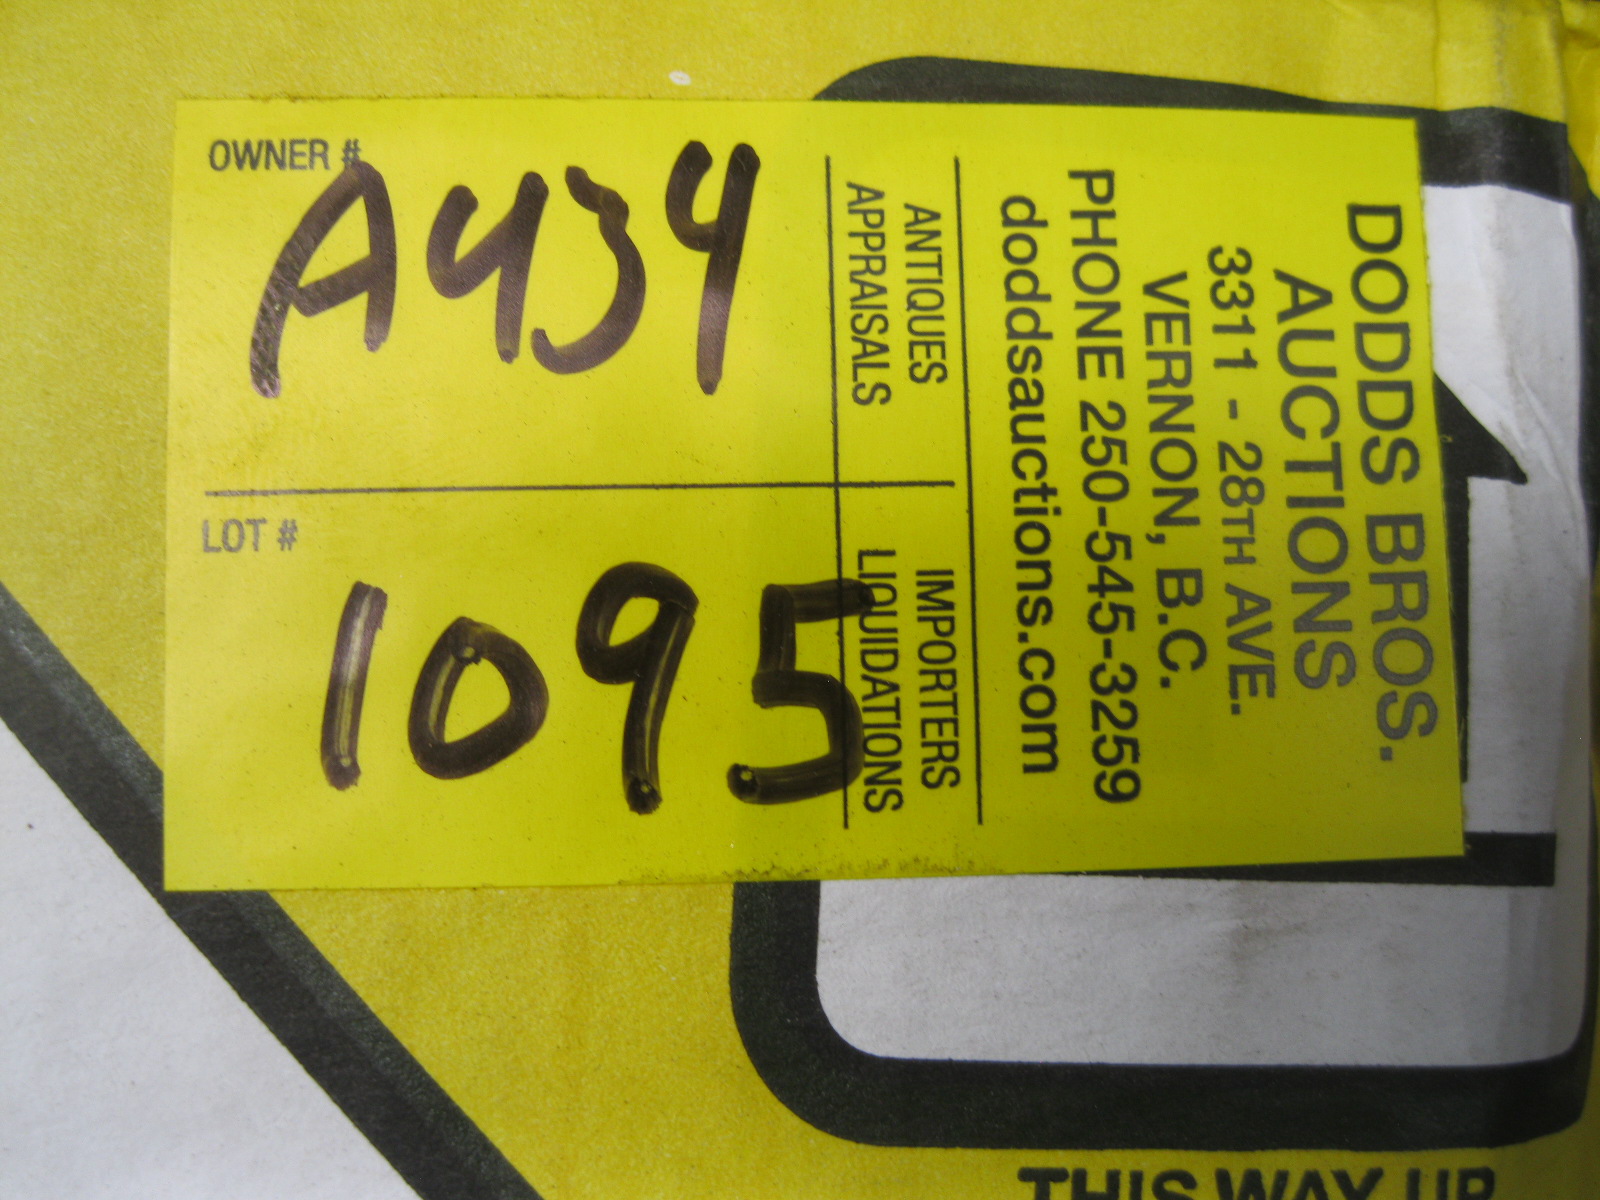 OWNER #
A434
LOT #
1095
DODDS BROS.
AUCTIONS
3311 - 28TH AVE.
VERNON, B.C.
PHONE 250-545-3259
doddsauctions.com
ANTIQUES
APPRAISALS
IMPORTERS
LIQUIDATIONS
THIS WAY UP